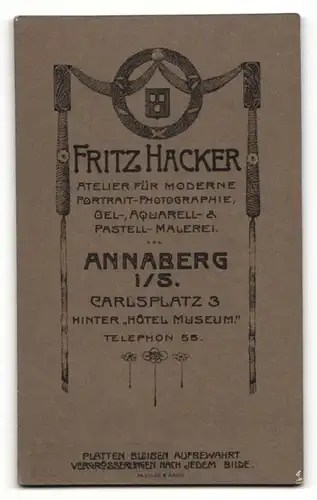 FRITZ HACKER
ATELIER FÜR MODERNE
PORTRAIT-PHOTOGRAPHIE,
OEL-, AQUARELL- &
PASTELL-MALEREI.
ANNABERG
i/S.
CARLSPLATZ 3
HINTER „HÔTEL MUSEUM."
TELEPHON 55.
PLATTEN BLEIBEN AUFBEWAHRT
VERGRÖSSERUNGEN NACH JEDEM BILDE.